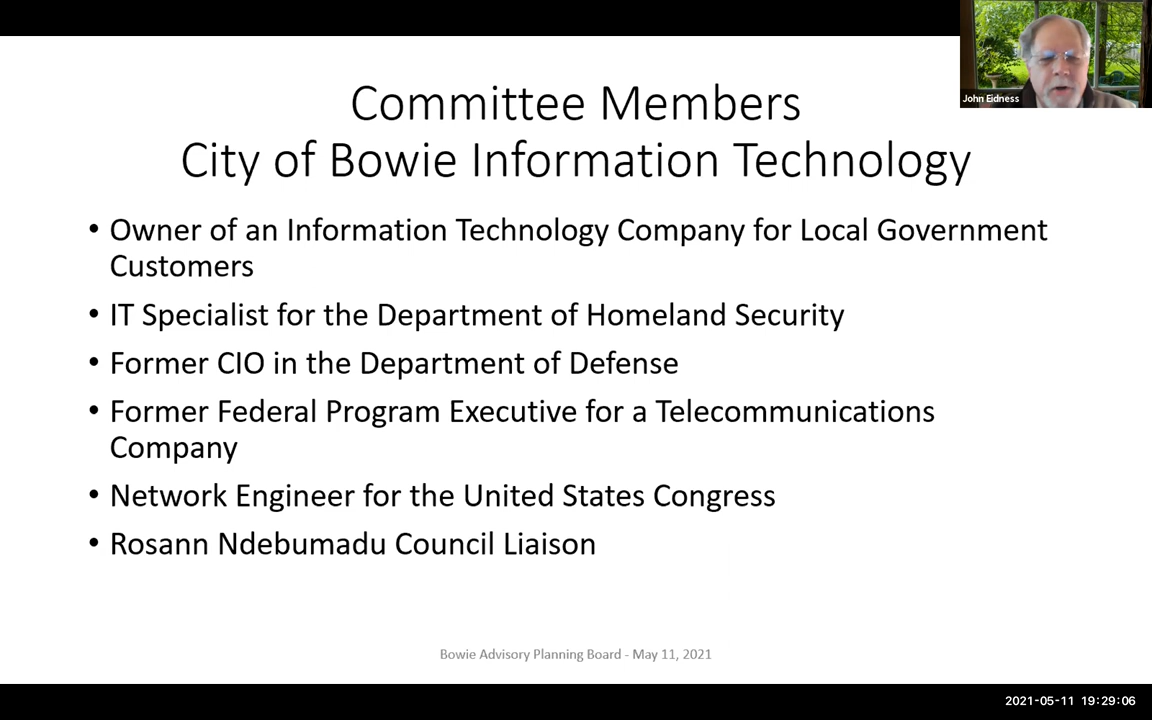 John Eidness
Committee Members
City of Bowie Information Technology
• Owner of an Information Technology Company for Local Government
Customers
• IT Specialist for the Department of Homeland Security
• Former CIO in the Department of Defense
• Former Federal Program Executive for a Telecommunications
Company
• Network Engineer for the United States Congress
• Rosann Ndebumadu Council Liaison
Bowie Advisory Planning Board - May 11, 2021
2021-05-11 19:29:06